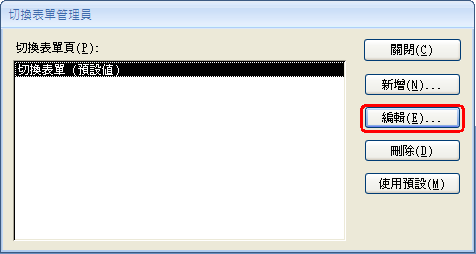 切換表單管理員
切換表單頁(P):
切換表單 (預設值)
關閉(C)
新增(N)...
編輯(E)...
刪除(D)
使用預設(M)